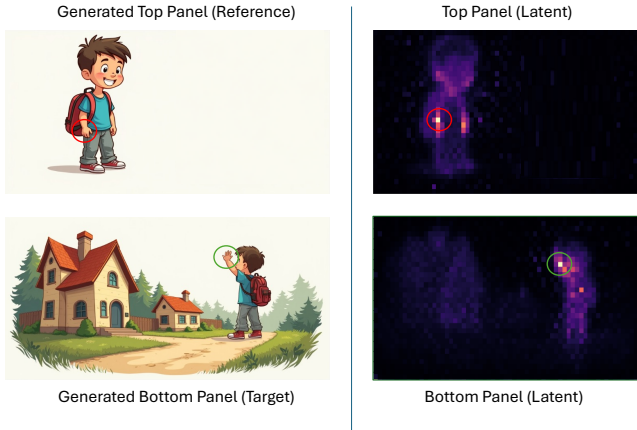 Generated Top Panel (Reference)
Top Panel (Latent)
Generated Bottom Panel (Target)
Bottom Panel (Latent)